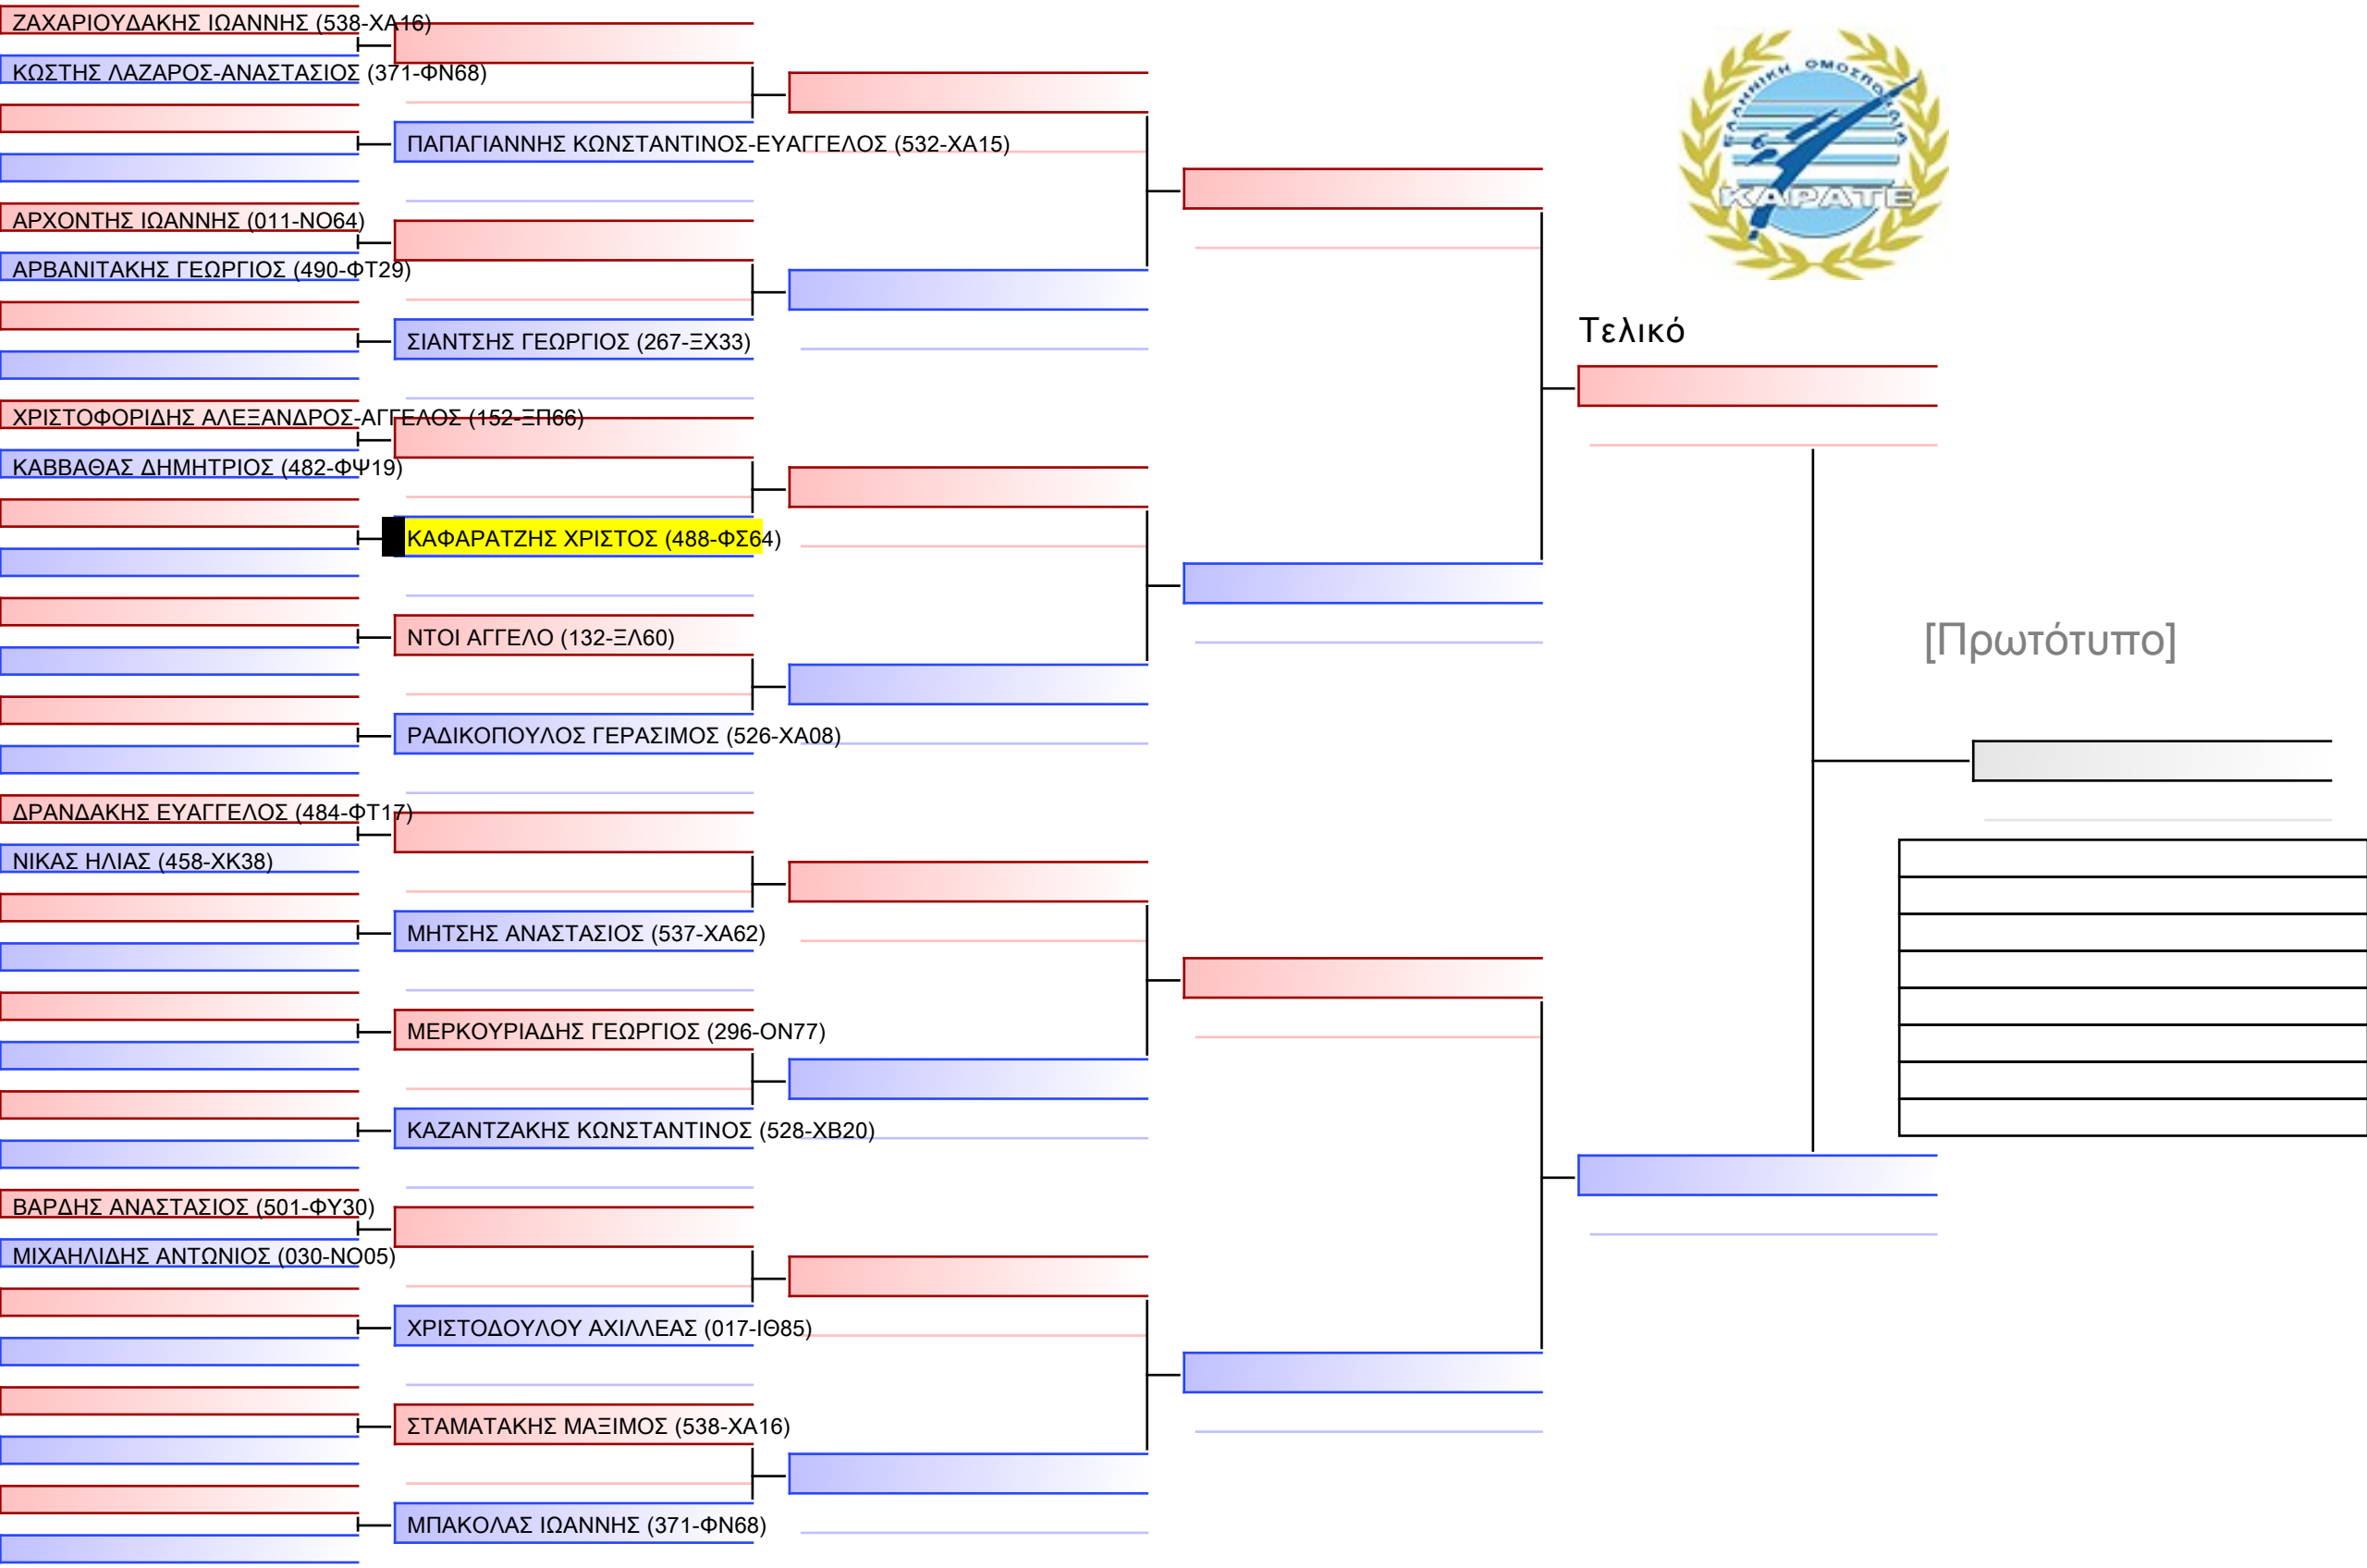 ΖΑΧΑΡΙΟΥΔΑΚΗΣ ΙΩΑΝΝΗΣ (538-ΧΑ16)
ΚΩΣΤΗΣ ΛΑΖΑΡΟΣ-ΑΝΑΣΤΑΣΙΟΣ (371-ΦΝ68)
ΠΑΠΑΓΙΑΝΝΗΣ ΚΩΝΣΤΑΝΤΙΝΟΣ-ΕΥΑΓΓΕΛΟΣ (532-ΧΑ15)
ΑΡΧΟΝΤΗΣ ΙΩΑΝΝΗΣ (011-ΝΟ64)
ΑΡΒΑΝΙΤΑΚΗΣ ΓΕΩΡΓΙΟΣ (490-ΦΤ29)
ΣΙΑΝΤΣΗΣ ΓΕΩΡΓΙΟΣ (267-ΞΧ33)
ΧΡΙΣΤΟΦΟΡΙΔΗΣ ΑΛΕΞΑΝΔΡΟΣ-ΑΓΓΕΛΟΣ (152-ΞΠ66)
ΚΑΒΒΑΘΑΣ ΔΗΜΗΤΡΙΟΣ (482-ΦΨ19)
ΚΑΦΑΡΑΤΖΗΣ ΧΡΙΣΤΟΣ (488-ΦΣ64)
ΝΤΟΙ ΑΓΓΕΛΟ (132-ΞΛ60)
ΡΑΔΙΚΟΠΟΥΛΟΣ ΓΕΡΑΣΙΜΟΣ (526-ΧΑ08)
ΔΡΑΝΔΑΚΗΣ ΕΥΑΓΓΕΛΟΣ (484-ΦΤ17)
ΝΙΚΑΣ ΗΛΙΑΣ (458-ΧΚ38)
ΜΗΤΣΗΣ ΑΝΑΣΤΑΣΙΟΣ (537-ΧΑ62)
ΜΕΡΚΟΥΡΙΑΔΗΣ ΓΕΩΡΓΙΟΣ (296-ΟΝ77)
ΚΑΖΑΝΤΖΑΚΗΣ ΚΩΝΣΤΑΝΤΙΝΟΣ (528-ΧΒ20)
ΒΑΡΔΗΣ ΑΝΑΣΤΑΣΙΟΣ (501-ΦΥ30)
ΜΙΧΑΗΛΙΔΗΣ ΑΝΤΩΝΙΟΣ (030-ΝΟ05)
ΧΡΙΣΤΟΔΟΥΛΟΥ ΑΧΙΛΛΕΑΣ (017-ΙΘ85)
ΣΤΑΜΑΤΑΚΗΣ ΜΑΞΙΜΟΣ (538-ΧΑ16)
ΜΠΑΚΟΛΑΣ ΙΩΑΝΝΗΣ (371-ΦΝ68)
ΕΛΛΗΝΙΚΗ ΟΜΟΣΠΟΝΔΙΑ
ΚΑΡΑΤΕ
Τελικό
[Πρωτότυπο]